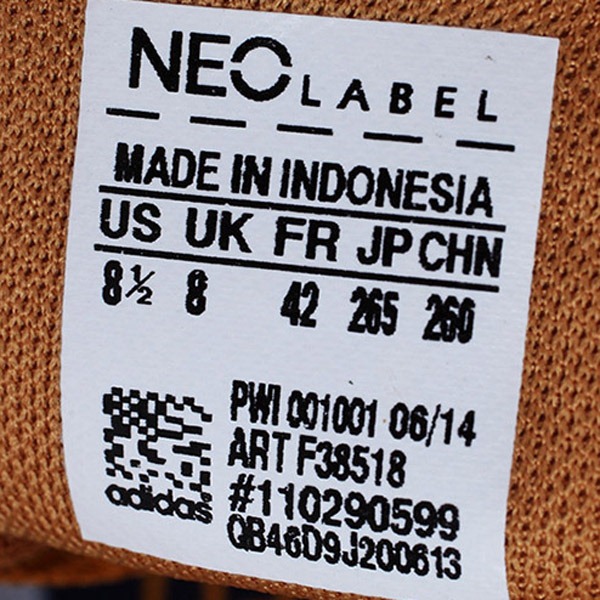 NEO LABEL
MADE IN INDONESIA
US UK FR JP CHN
8½ 8 42 265 260
PWI 001001 06/14
ART F38518
#110290599
QB46D9J200613
adidas